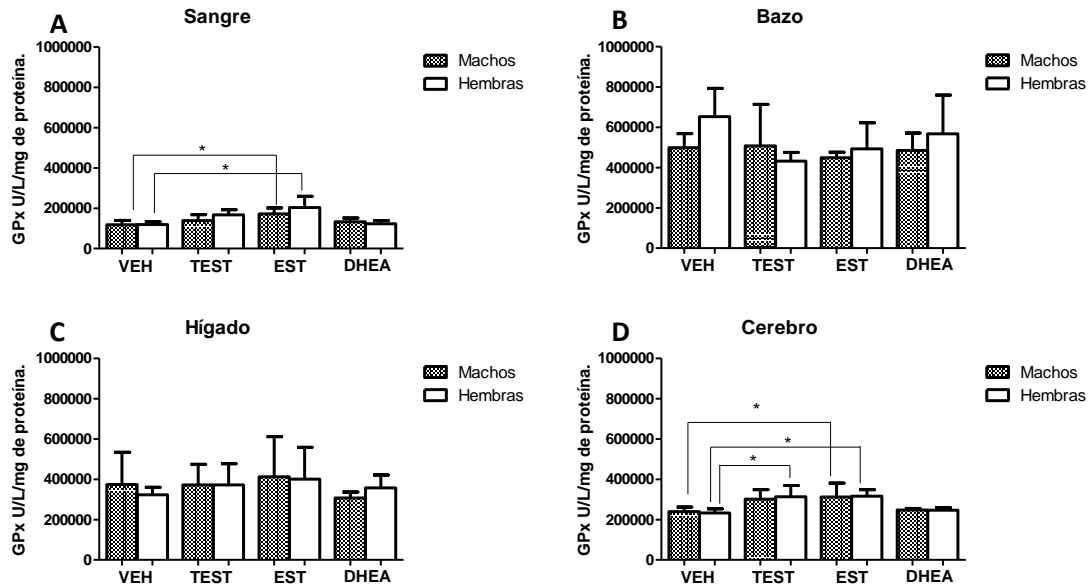 A
Sangre
GPx U/L/mg de proteína.
1000000
800000
600000
400000
200000
0
*
*
VEH
TEST
EST
DHEA
Machos
Hembras
B
Bazo
GPx U/L/mg de proteína.
1000000
800000
600000
400000
200000
0
VEH
TEST
EST
DHEA
Machos
Hembras
C
Hígado
GPx U/L/mg de proteína.
1000000
800000
600000
400000
200000
0
VEH
TEST
EST
DHEA
Machos
Hembras
D
Cerebro
GPx U/L/mg de proteína.
1000000
800000
600000
400000
200000
0
*
*
*
VEH
TEST
EST
DHEA
Machos
Hembras